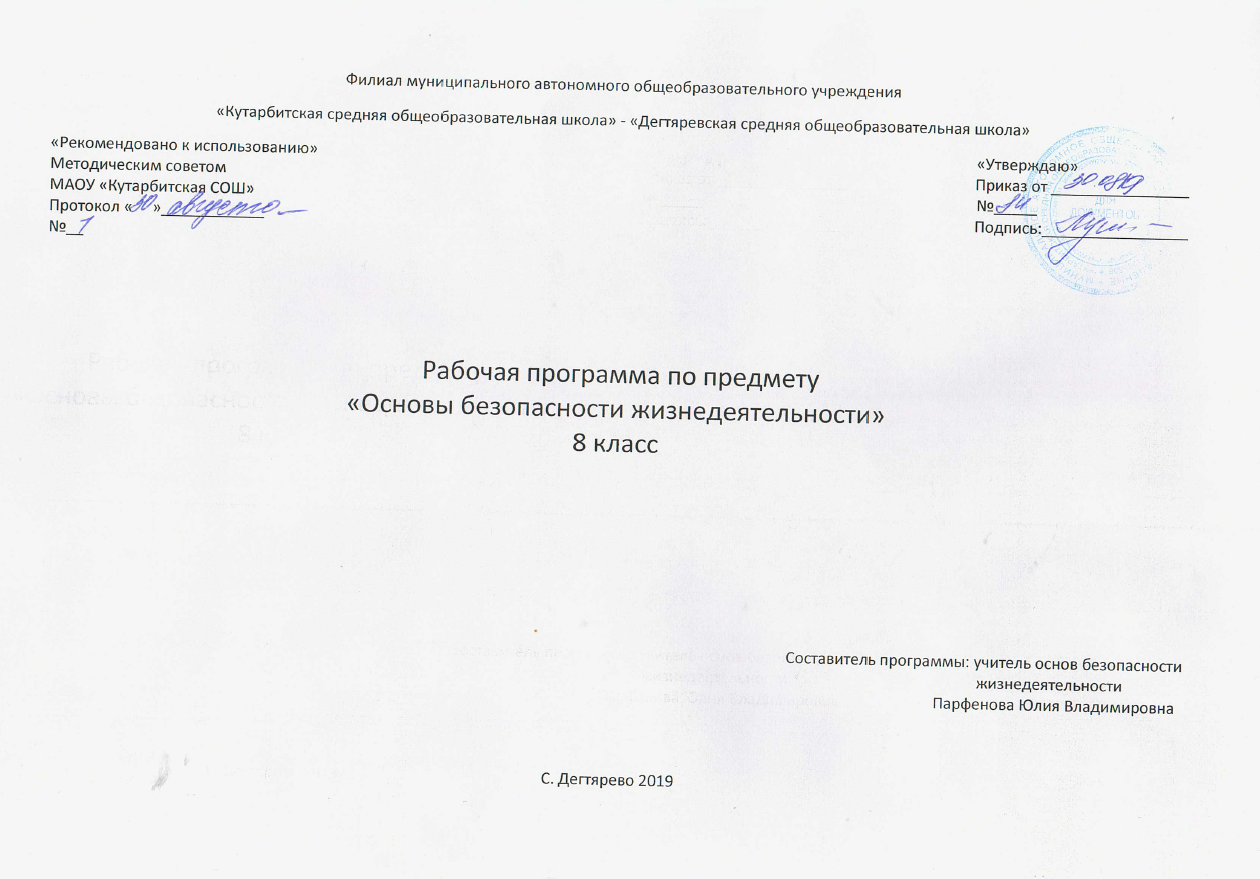 Филиал муниципального автономного общеобразовательного учреждения
«Кутарбитская средняя общеобразовательная школа» - «Дегтяревская средняя общеобразовательная школа»
«Рекомендовано к использованию»
Методическим советом
МАОУ «Кутарбитская СОШ»
Протокол «30» августа
№ 1
«Утверждаю»
Приказ от
№
Подпись:
ДЛЯ
ДОКУМЕНТОВ
Рабочая программа по предмету
«Основы безопасности жизнедеятельности»
8 класс
Составитель программы: учитель основ безопасности
жизнедеятельности
Парфенова Юлия Владимировна
С. Дегтярево 2019